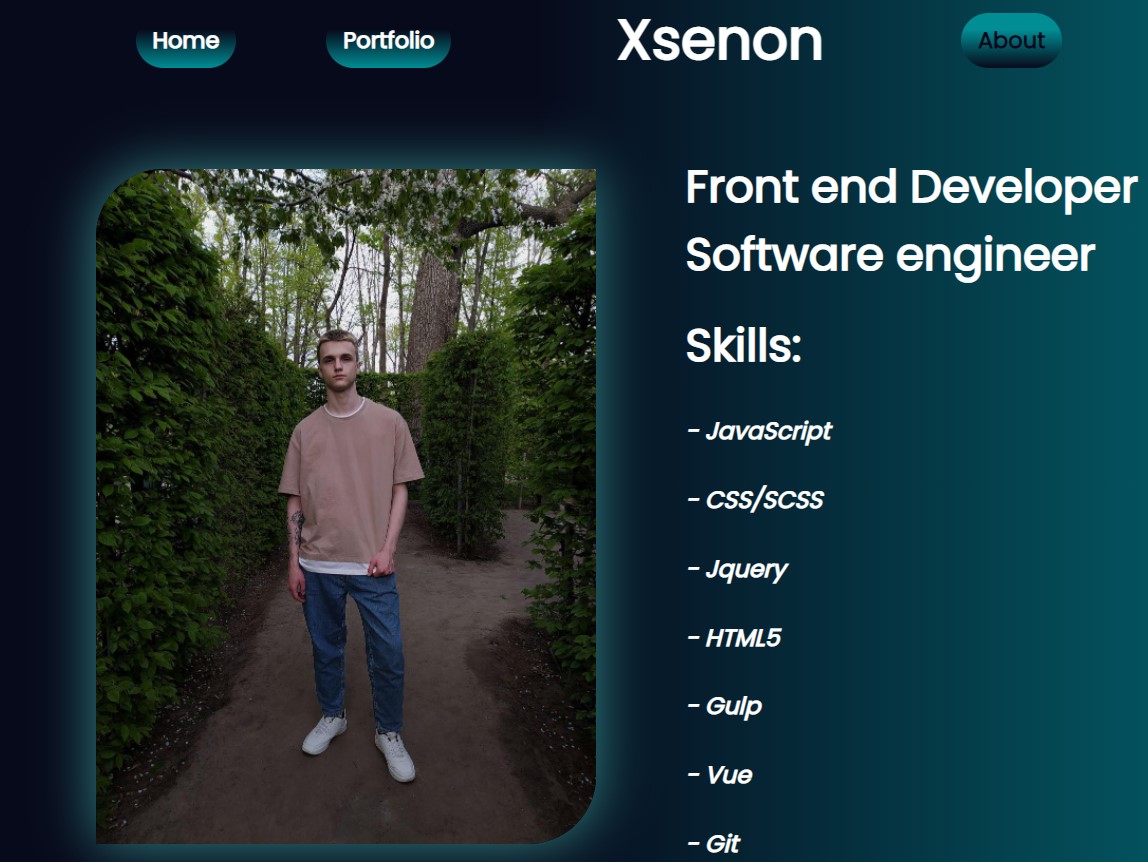 Home
Portfolio
Xsenon
About
Front end Developer
Software engineer
Skills:
- JavaScript
- CSS/SCSS
- Jquery
- HTML5
- Gulp
- Vue
- Git